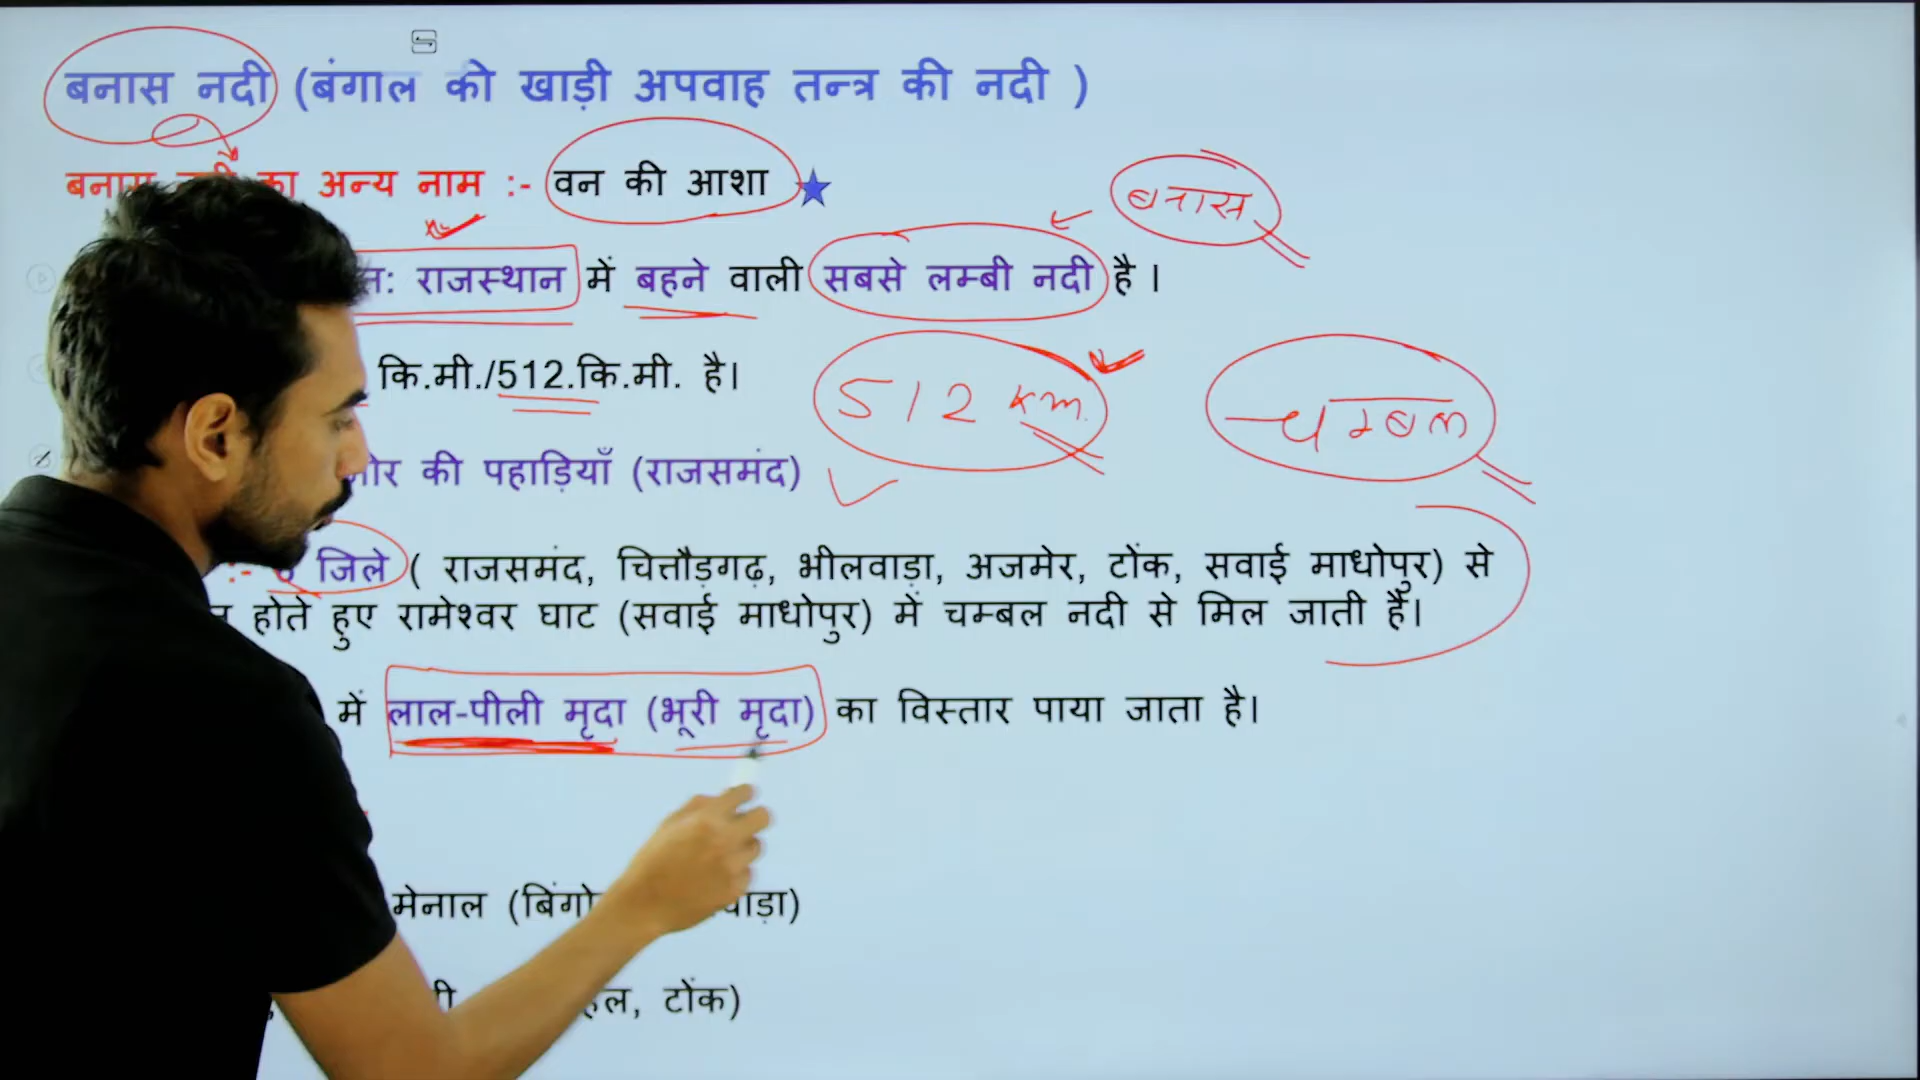 बनास नदी (बंगाल को खाड़ी अपवाह तन्त्र की नदी )
का अन्य नाम :- वन की आशा
बनास
राजस्थान में बहने वाली सबसे लम्बी नदी है ।
कि.मी./512.कि.मी. है।
512 km.
चम्बल
की पहाड़ियाँ (राजसमंद)
जिले ( राजसमंद, चित्तौड़गढ़, भीलवाड़ा, अजमेर, टोंक, सवाई माधोपुर) से
होते हुए रामेश्वर घाट (सवाई माधोपुर) में चम्बल नदी से मिल जाती है।
में लाल-पीली मृदा (भूरी मृदा) का विस्तार पाया जाता है।
मेनाल
टोंक)